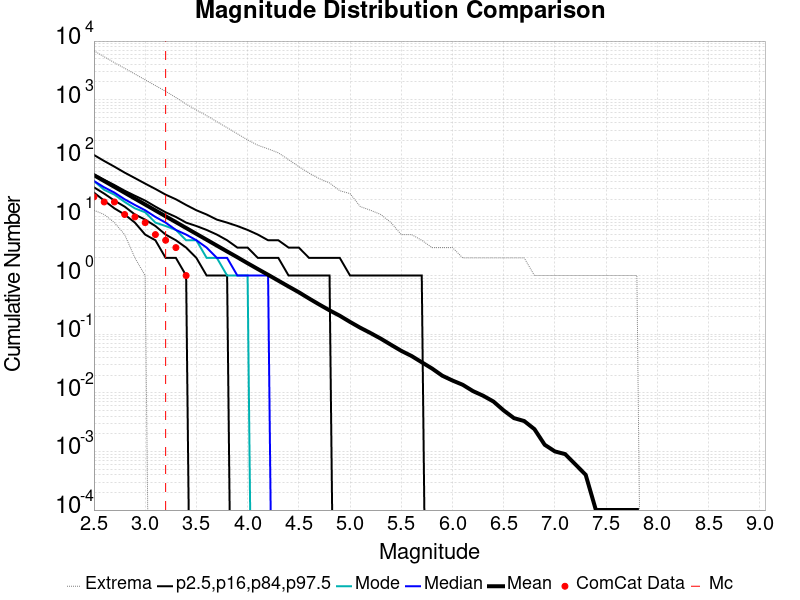 Magnitude Distribution Comparison
10^4
10^3
10^2
10^1
10^0
10^-1
10^-2
10^-3
10^-4
Cumulative Number
2.5 3.0 3.5 4.0 4.5 5.0 5.5 6.0 6.5 7.0 7.5 8.0 8.5 9.0
Magnitude
Extrema p2.5,p16,p84,p97.5 Mode Median Mean ComCat Data Mc